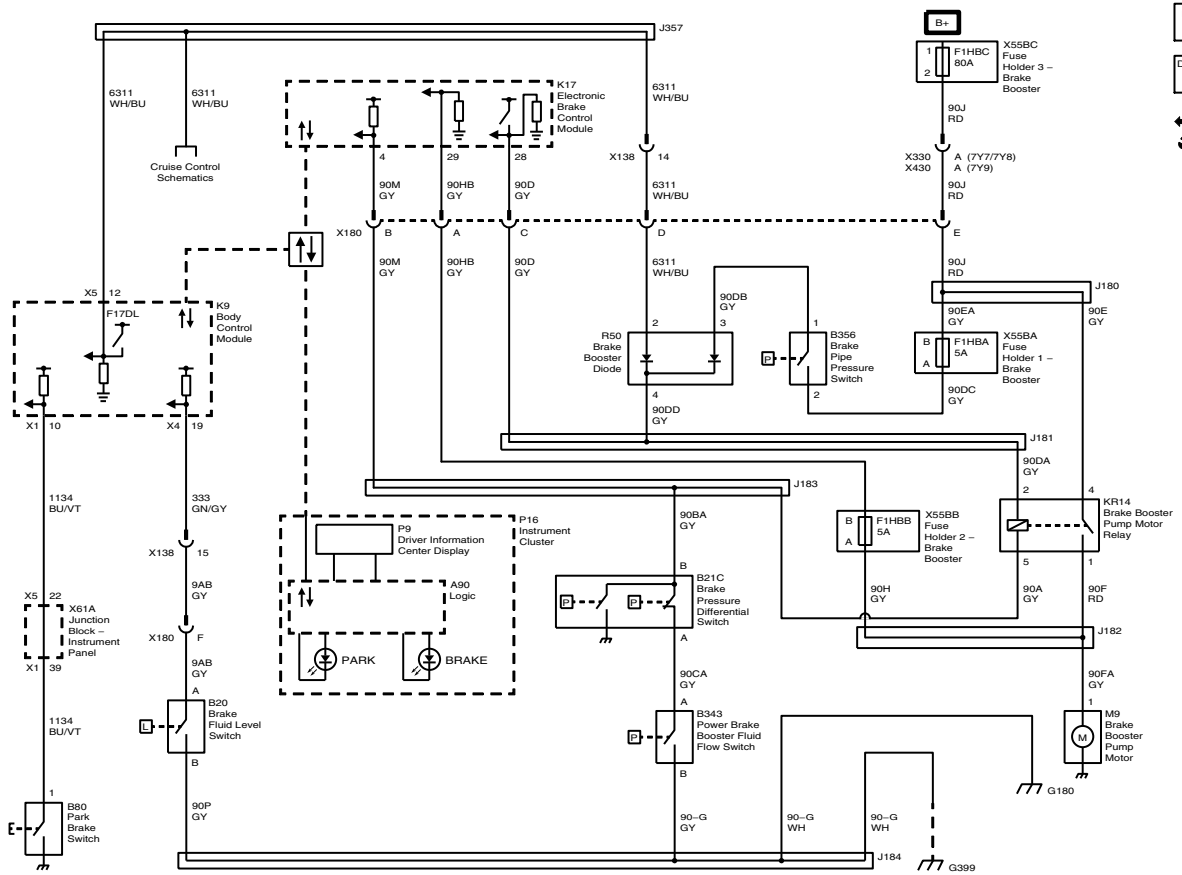 J357
B+
1
2
F1HBC
80A
X55BC
Fuse
Holder 3 –
Brake
Booster
6311
WH/BU
6311
WH/BU
Cruise Control
Schematics
K17
Electronic
Brake
Control
Module
4
29
28
6311
WH/BU
X138
14
90J
RD
X330
X430
A (7Y7/7Y8)
A (7Y9)
90M
GY
90HB
GY
90D
GY
6311
WH/BU
90J
RD
X180
B
A
C
D
E
90M
GY
90HB
GY
90D
GY
6311
WH/BU
90J
RD
J180
X5
12
F17DL
K9
Body
Control
Module
X1
10
X4
19
90DB
GY
2
3
R50
Brake
Booster
Diode
4
90DD
GY
1
P
B356
Brake
Pipe
Pressure
Switch
2
90EA
GY
90E
GY
B
A
F1HBA
5A
X55BA
Fuse
Holder 1 –
Brake
Booster
90DC
GY
J181
90DA
GY
J183
2
4
KR14
Brake Booster
Pump Motor
Relay
5
1
90A
GY
90F
RD
B
A
F1HBB
5A
X55BB
Fuse
Holder 2 –
Brake
Booster
90H
GY
J182
1134
BU/VT
333
GN/GY
X138
15
9AB
GY
X180
F
9AB
GY
X5
22
X61A
Junction
Block –
Instrument
Panel
X1
39
1134
BU/VT
A
L
B20
Brake
Fluid Level
Switch
B
90P
GY
1
B80
Park
Brake
Switch
P16
Instrument
Cluster
P9
Driver Information
Center Display
A90
Logic
PARK
BRAKE
90BA
GY
B
P
P
B21C
Brake
Pressure
Differential
Switch
A
90CA
GY
A
P
B343
Power Brake
Booster Fluid
Flow Switch
B
90–G
GY
90–G
WH
90–G
WH
90FA
GY
1
M
M9
Brake
Booster
Pump
Motor
G180
J184
G399
D